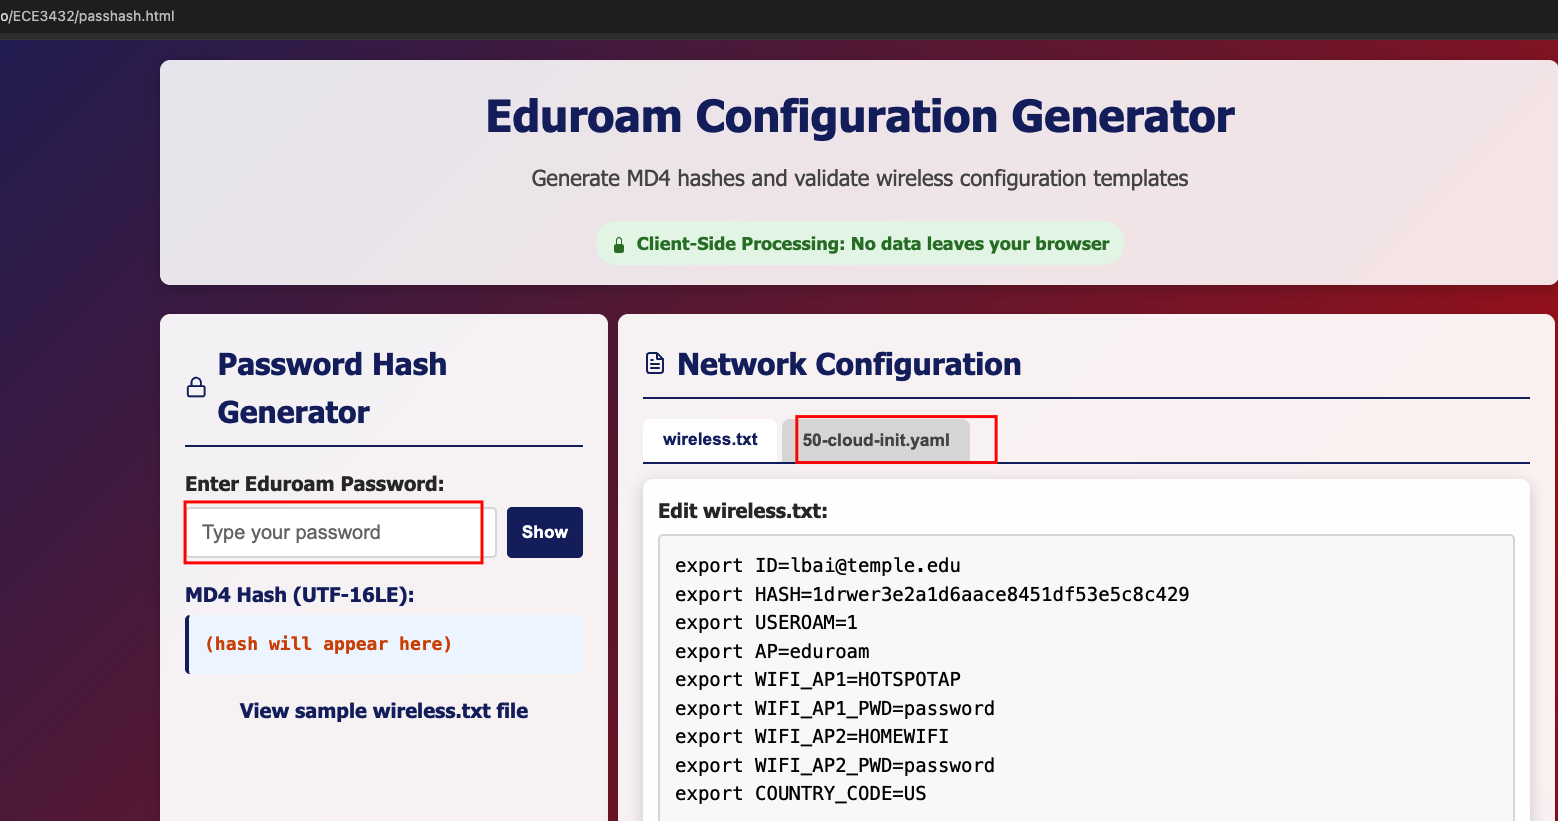 o/ECE3432/passhash.html
Eduroam Configuration Generator
Generate MD4 hashes and validate wireless configuration templates
Client-Side Processing: No data leaves your browser
Password Hash
Generator
Enter Eduroam Password:
Type your password
Show
MD4 Hash (UTF-16LE):
(hash will appear here)
View sample wireless.txt file
Network Configuration
wireless.txt
50-cloud-init.yaml
Edit wireless.txt:
export ID=lbai@temple.edu
export HASH=1drwer3e2a1d6aace8451df53e5c8c429
export USEROAM=1
export AP=eduroam
export WIFI_AP1=HOTSPOTAP
export WIFI_AP1_PWD=password
export WIFI_AP2=HOMEWIFI
export WIFI_AP2_PWD=password
export COUNTRY_CODE=US